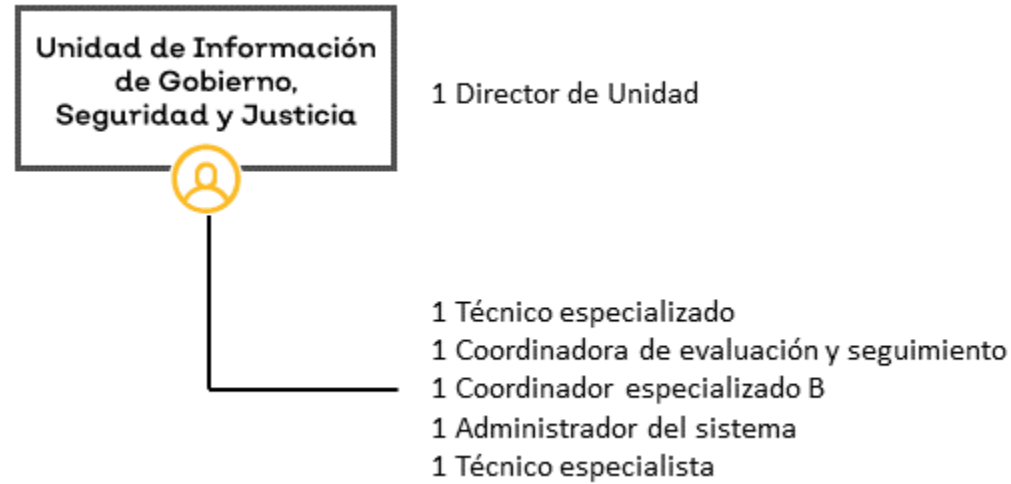 Unidad de Información
de Gobierno,
Seguridad y Justicia
1 Director de Unidad
1 Técnico especializado
1 Coordinadora de evaluación y seguimiento
1 Coordinador especializado B
1 Administrador del sistema
1 Técnico especialista